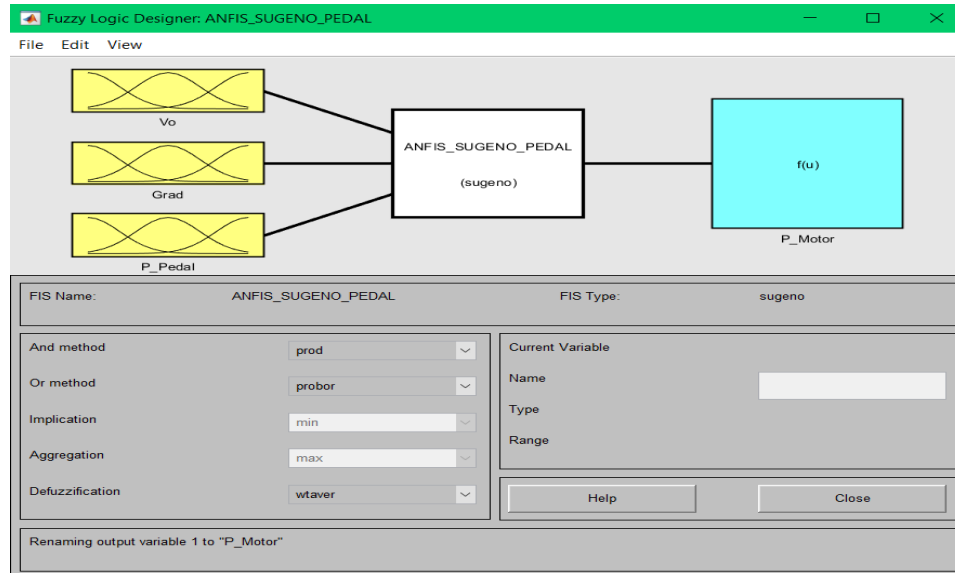 Fuzzy Logic Designer: ANFIS_SUGENO_PEDAL
File Edit View
Vo
Grad
P_Pedal
ANFIS_SUGENO_PEDAL
(sugeno)
f(u)
P_Motor
FIS Name: ANFIS_SUGENO_PEDAL FIS Type: sugeno
And method prod
Or method probor
Implication min
Aggregation max
Defuzzification wtaver
Current Variable
Name
Type
Range
Help Close
Renaming output variable 1 to "P_Motor"